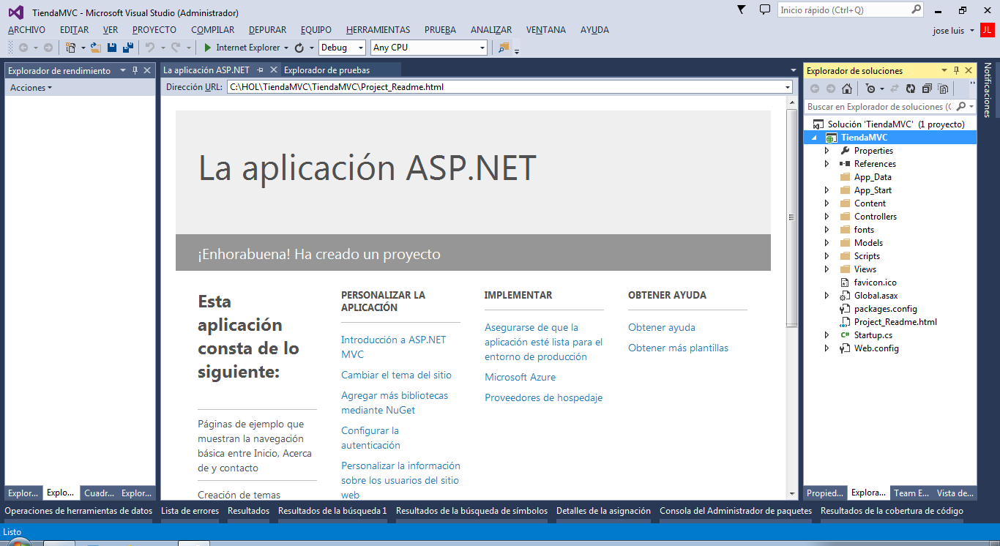 TiendaMVC - Microsoft Visual Studio (Administrador)
Inicio rápido (Ctrl+Q)
ARCHIVO EDITAR VER PROYECTO COMPILAR DEPURAR EQUIPO HERRAMIENTAS PRUEBA ANALIZAR VENTANA AYUDA
jose luis JL
Internet Explorer Debug Any CPU
Explorador de rendimiento
Acciones
La aplicación ASP.NET Explorador de pruebas
Dirección URL: C:\HOL\TiendaMVC\TiendaMVC\Project_Readme.html
La aplicación ASP.NET
¡Enhorabuena! Ha creado un proyecto
Esta
aplicación
consta de lo
siguiente:
Páginas de ejemplo que
muestran la navegación
básica entre Inicio, Acerca
de y contacto
Creación de temas
PERSONALIZAR LA
APLICACIÓN
Introducción a ASP.NET
MVC
Cambiar el tema del sitio
Agregar más bibliotecas
mediante NuGet
Configurar la
autenticación
Personalizar la información
sobre los usuarios del sitio
web
IMPLEMENTAR
Asegurarse de que la
aplicación esté lista para el
entorno de producción
Microsoft Azure
Proveedores de hospedaje
OBTENER AYUDA
Obtener ayuda
Obtener más plantillas
Explorador de soluciones
Buscar en Explorador de soluciones (
Solución 'TiendaMVC' (1 proyecto)
TiendaMVC
Properties
References
App_Data
App_Start
Content
Controllers
fonts
Models
Scripts
Views
favicon.ico
Global.asax
packages.config
Project_Readme.html
Startup.cs
Web.config
Notificaciones
Explor... Explo... Cuadr... Explor...
Propied... Explora... Team E... Vista de...
Operaciones de herramientas de datos Lista de errores Resultados Resultados de la búsqueda 1 Resultados de la búsqueda de símbolos Detalles de la asignación Consola del Administrador de paquetes Resultados de la cobertura de código
Listo